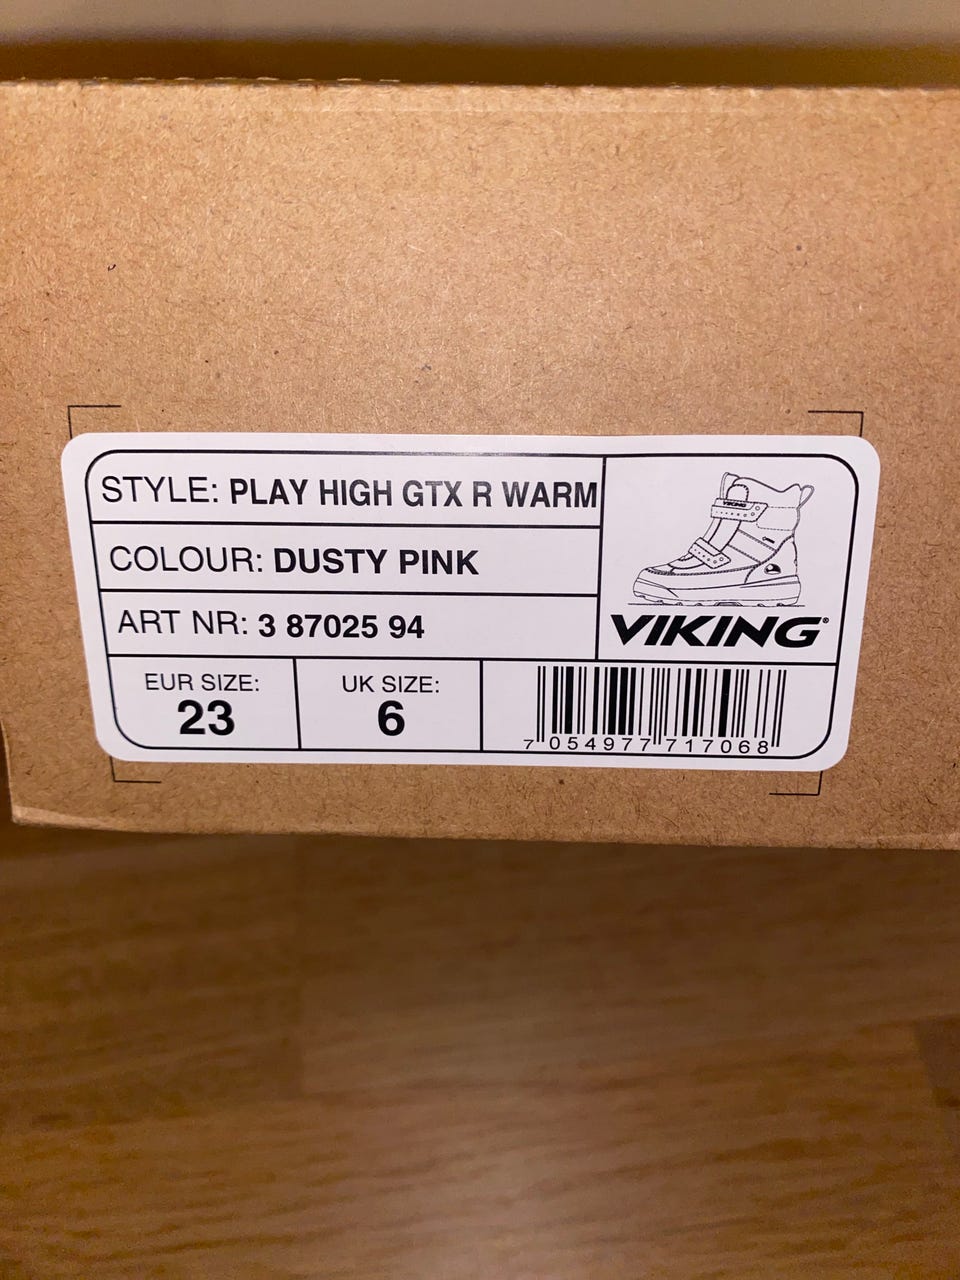 STYLE: PLAY HIGH GTX R WARM
COLOUR: DUSTY PINK
ART NR: 3 87025 94
VIKING
VIKING®
EUR SIZE:
23
UK SIZE:
6
7 054977 717068